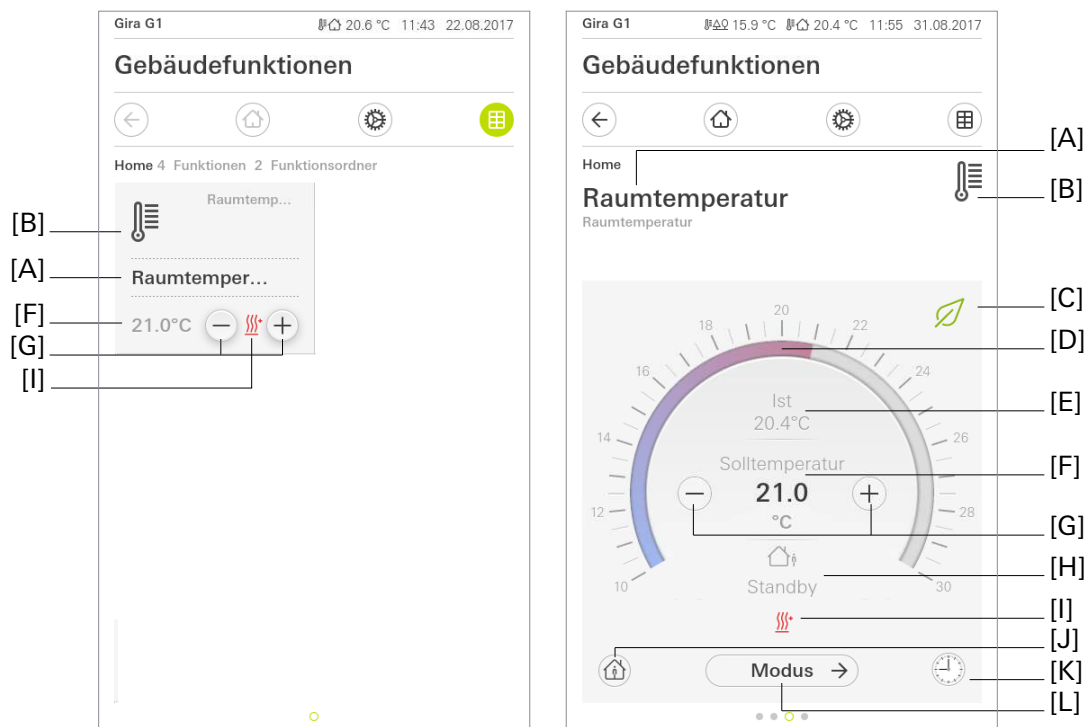 Gira G1 20.6 °C 11:43 22.08.2017
Gebäudefunktionen
Home 4 Funktionen 2 Funktionsordner
Raumtemp...
[B]
[A] Raumtemper...
[F] 21.0°C
[G]
[I]
Gira G1 15.9 °C 20.4 °C 11:55 31.08.2017
Gebäudefunktionen
[A]
Home
[B]
Raumtemperatur
Raumtemperatur
[C]
20
18 22
[D]
16 24
Ist
[E]
20.4°C
14 26
Solltemperatur
[F]
21.0
12 28
°C
[G]
[H]
10 Standby 30
[I]
[J]
Modus
[K]
[L]